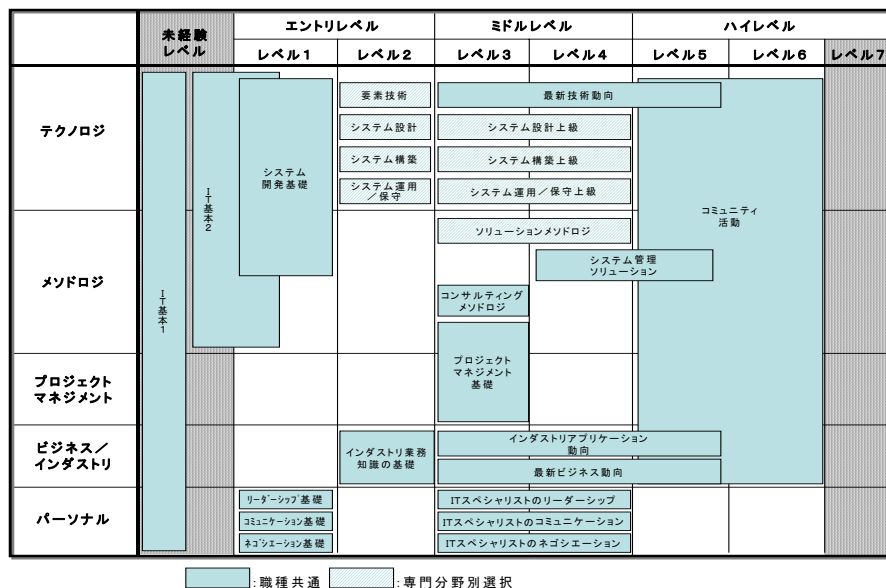 未経験
レベル
エントリレベル
ミドルレベル
ハイレベル
レベル1
レベル2
レベル3
レベル4
レベル5
レベル6
レベル7
テクノロジ
メソドロジ
プロジェクト
マネジメント
ビジネス／
インダストリ
パーソナル
IT基本1
IT基本2
システム
開発基礎
要素技術
システム設計
システム構築
システム運用
／保守
最新技術動向
システム設計上級
システム構築上級
システム運用／保守上級
ソリューションメソドロジ
システム管理
ソリューション
コンサルティング
メソドロジ
プロジェクト
マネジメント
基礎
コミュニティ
活動
インダストリ業務
知識の基礎
インダストリアプリケーション
動向
最新ビジネス動向
リーダーシップ基礎
コミュニケーション基礎
ネゴシエーション基礎
ITスペシャリストのリーダーシップ
ITスペシャリストのコミュニケーション
ITスペシャリストのネゴシエーション
:職種共通
:専門分野別選択